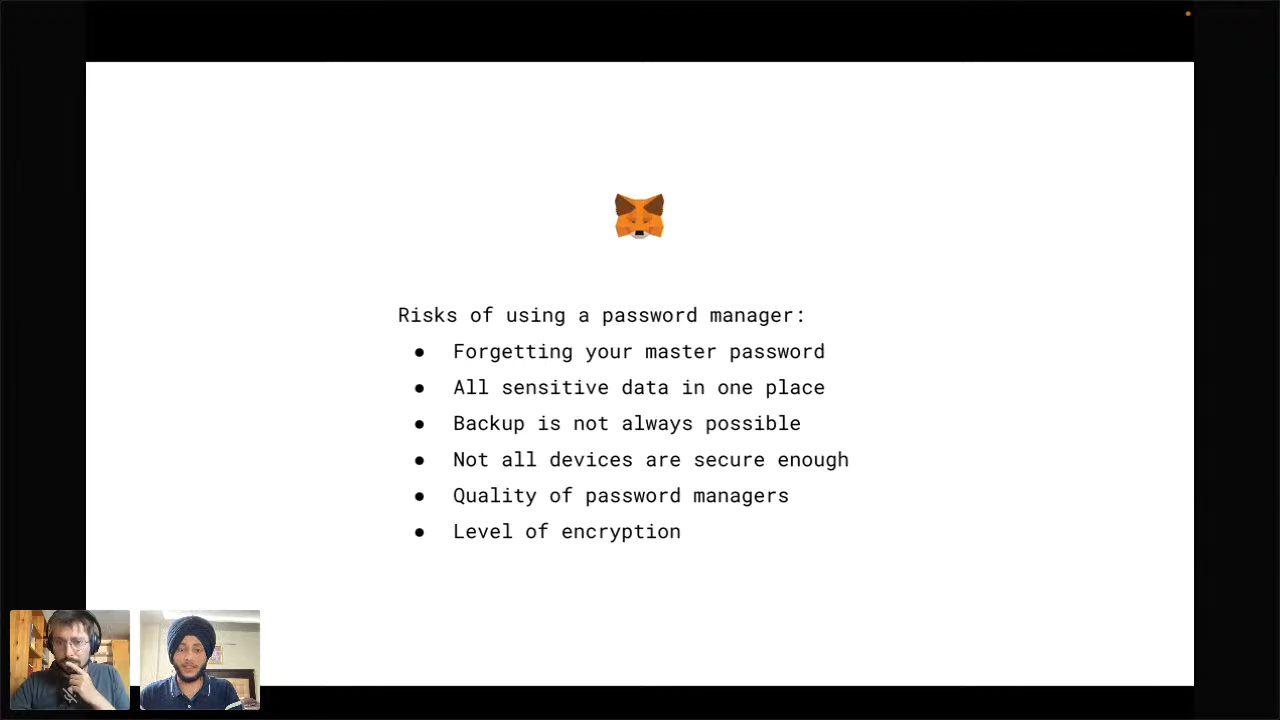 Risks of using a password manager:
● Forgetting your master password
● All sensitive data in one place
● Backup is not always possible
● Not all devices are secure enough
● Quality of password managers
● Level of encryption